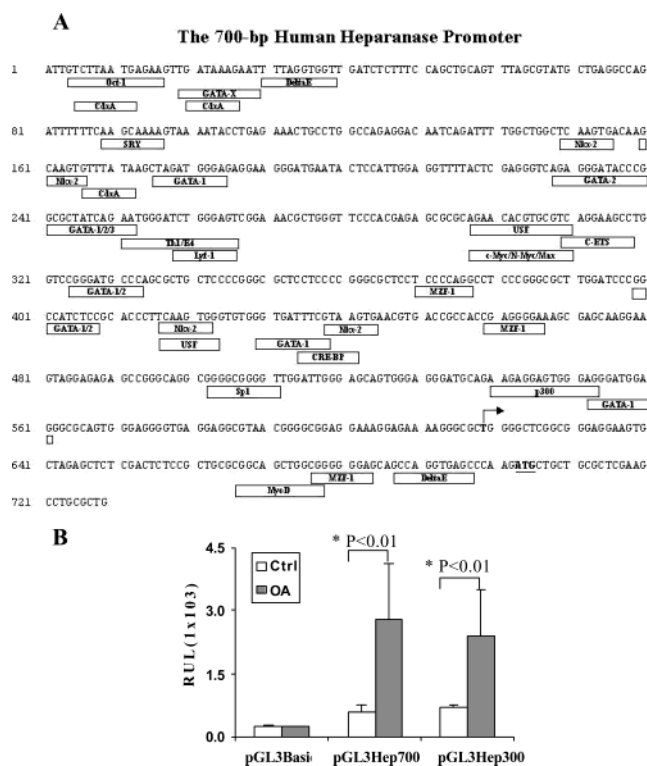 A
The 700-bp Human Heparanase Promoter
1 ATTGTCTTAA TGAGAAGTTG ATAAAGAATT TTAGGTGGTT GATCTCTTTC CAGCTGCAGT TTAGCGTATG CTGAGGCCAG
Oct-1 DeltaE
GATA-X
CdxA CdxA
81 ATTTTTTCAA GCAAAAGTAA AATACCTGAG AAACTGCCTG GCCAGAGGAC AATCAGATTT TGGCTGGCTC AAGTGACAAG
SRY Nkx-2
161 CAAGTGTTTA TAAGCTAGAT GGGAGAGGAA GGGATGAATA CTCCATTGGA GGTTTTACTC GAGGGTCAGA GGGATACCCG
Nkx-2 GATA-1 GATA-2
CdxA
241 GCGCTATCAG AATGGGATCT GGGAGTCGGA AACGCTGGGT TCCCACGAGA GCGCGCAGAA CACGTGCGTC AGGAAGCCTG
GATA-1/2/3 USF
Th1/E4 C-ETS
Lyf-1 c-Myc/N-Myc/Max
321 GTCCGGGATG CCCAGCGCTG CTCCCCGGGC GCTCCTCCCC GGGCGCTCCT CCCCAGGCCT CCCGGGCGCT TGGATCCCGG
GATA-1/2 MZF-1
401 CCATCTCCGC ACCCTTCAAG TGGGTGTGGG TGATTTCGTA AGTGAACGTG ACCGCCACCG AGGGGAAAGC GAGCAAGGAA
GATA-1/2 Nkx-2 Nkx-2 MZF-1
USF GATA-1
CRE-BP
481 GTAGGAGAGA GCCGGGCAGG CGGGGCGGGG TTGGATTGGG AGCAGTGGGA GGGATGCAGA AGAGGAGTGG GAGGGATGGA
Sp1 p300
GATA-1
561 GGGCGCAGTG GGAGGGGTGA GGAGGCGTAA CGGGGCGGAG GAAAGGAGAA AAGGGCGCTG GGGCTCGGCG GGAGGAAGTG
641 CTAGAGCTCT CGACTCTCCG CTGCGCGGCA GCTGGCGGGG GGAGCAGCCA GGTGAGCCCA AGATGCTGCT GCGCTCGAAG
MZF-1 DeltaE
MyoD
721 CCTGCGCTG
B
4.5
3.0
1.5
0.0
RUL(1x103)
Ctrl
OA
* P<0.01
* P<0.01
pGL3Basic pGL3Hep700 pGL3Hep300